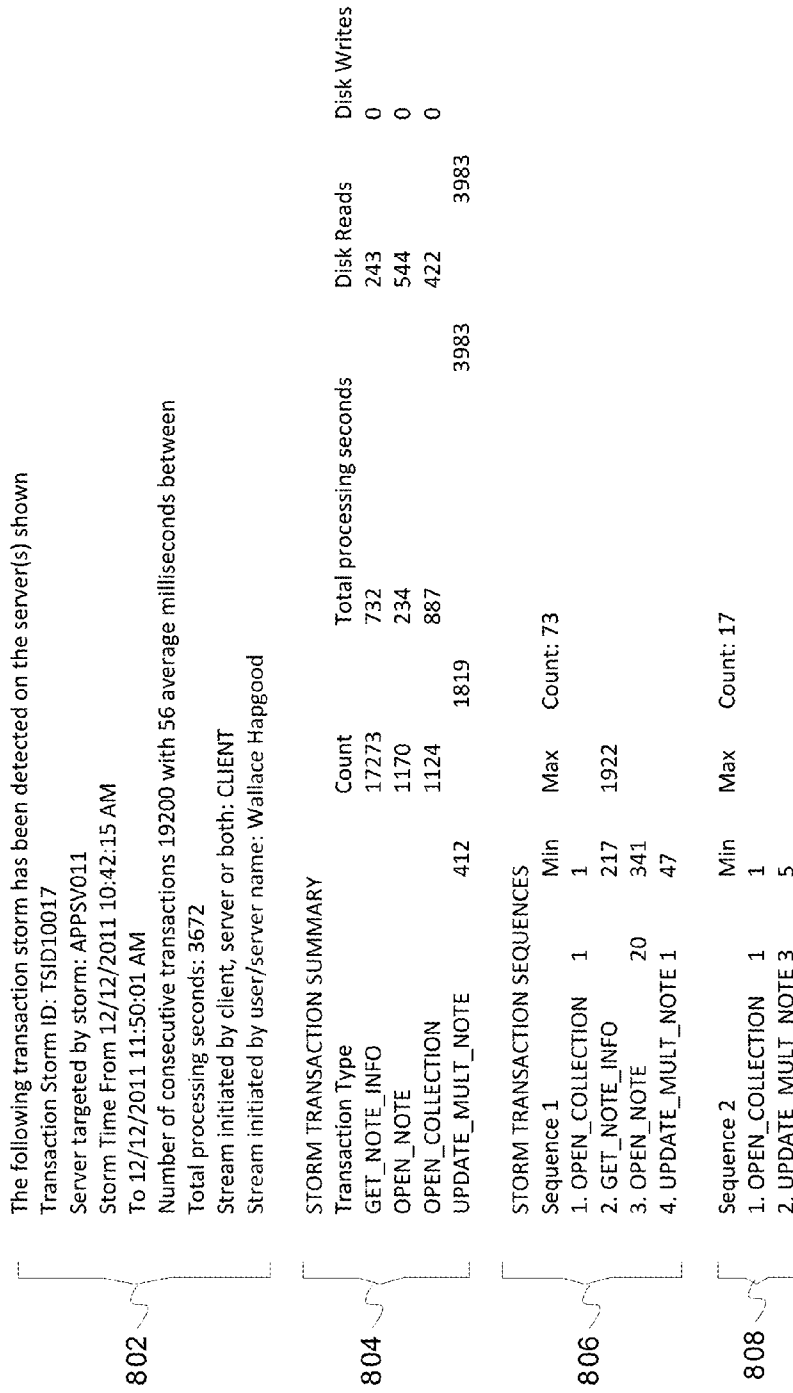 The following transaction storm has been detected on the server(s) shown
Transaction Storm ID: TSID10017
Server targeted by storm: APPSV011
Storm Time From 12/12/2011 10:42:15 AM
To 12/12/2011 11:50:01 AM
Number of consecutive transactions 19200 with 56 average milliseconds between
Total processing seconds: 3672
Stream initiated by client, server or both: CLIENT
Stream initiated by user/server name: Wallace Hapgood
802
STORM TRANSACTION SUMMARY
Transaction Type Count Total processing seconds Disk Reads Disk Writes
GET_NOTE_INFO 17273 732 243 0
OPEN_NOTE 1170 234 544 0
OPEN_COLLECTION 1124 887 422 0
UPDATE_MULT_NOTE 412 1819 3983 3983
804
STORM TRANSACTION SEQUENCES
Sequence 1 Min Max Count: 73
1. OPEN_COLLECTION 1 1
2. GET_NOTE_INFO 217 1922
3. OPEN_NOTE 20 341
4. UPDATE_MULT_NOTE 1 47
806
Sequence 2 Min Max Count: 17
1. OPEN_COLLECTION 1 1
2. UPDATE_MULT_NOTE 3 5
808